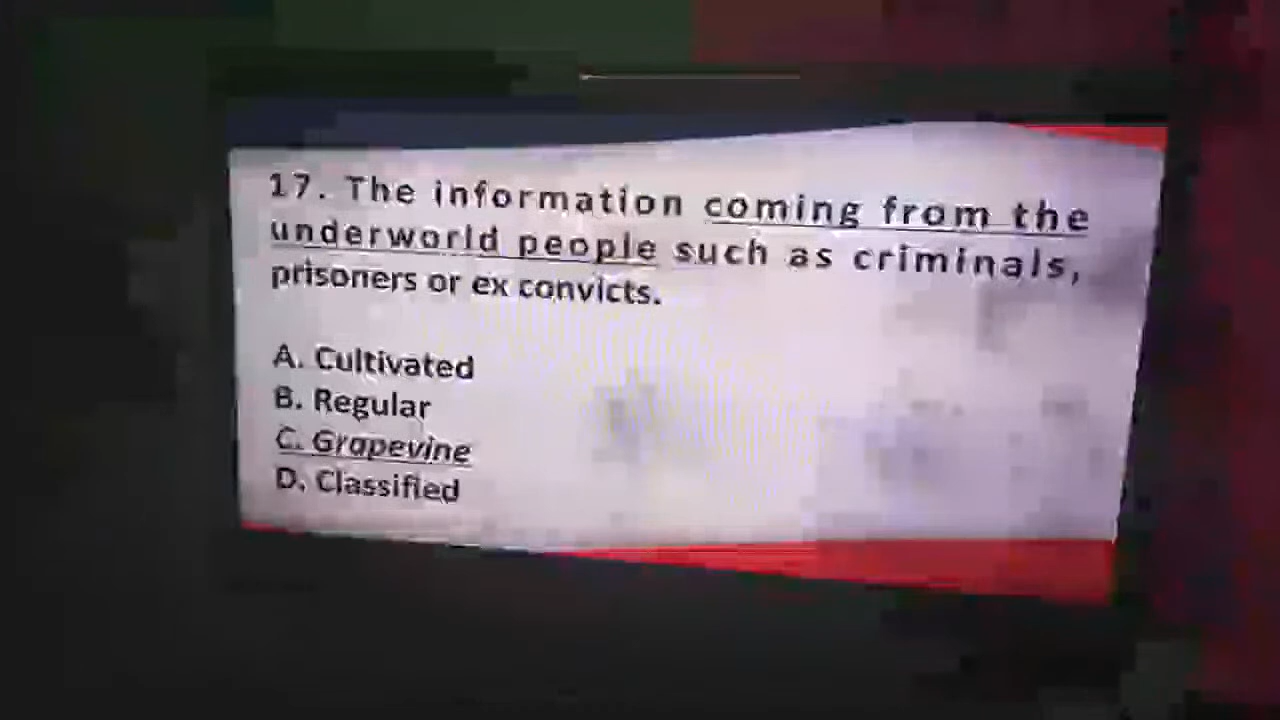 17. The information coming from the
underworld people such as criminals,
prisoners or ex convicts.
A. Cultivated
B. Regular
C. Grapevine
D. Classified